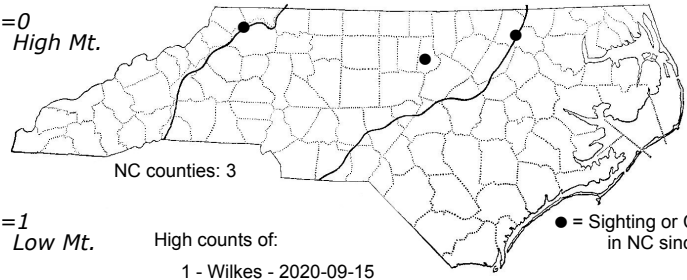 =0
High Mt.
NC counties: 3
=1
Low Mt.
High counts of:
1 - Wilkes - 2020-09-15
● = Sighting or
in NC